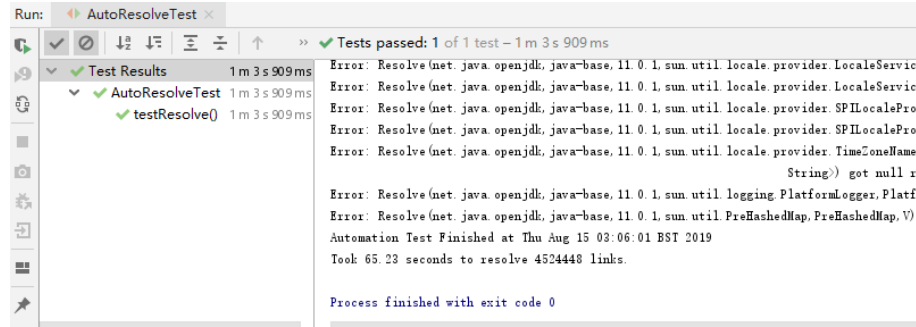 Run: AutoResolveTest
Tests passed: 1 of 1 test – 1 m 3 s 909 ms
Test Results 1 m 3 s 909 ms
AutoResolveTest 1 m 3 s 909 ms
testResolve() 1 m 3 s 909 ms
Error: Resolve(net.java.openjdk, java-base, 11.0.1, sun.util.locale.provider.LocaleServic
Error: Resolve(net.java.openjdk, java-base, 11.0.1, sun.util.locale.provider.LocaleServic
Error: Resolve(net.java.openjdk, java-base, 11.0.1, sun.util.locale.provider.SPILocalePro
Error: Resolve(net.java.openjdk, java-base, 11.0.1, sun.util.locale.provider.SPILocalePro
Error: Resolve(net.java.openjdk, java-base, 11.0.1, sun.util.locale.provider.TimeZoneName
String>) got null r
Error: Resolve(net.java.openjdk, java-base, 11.0.1, sun.util.logging.PlatformLogger, Platf
Error: Resolve(net.java.openjdk, java-base, 11.0.1, sun.util.PreHashedMap, PreHashedMap, V)
Automation Test Finished at Thu Aug 15 03:06:01 BST 2019
Took 65.23 seconds to resolve 4524448 links.
Process finished with exit code 0